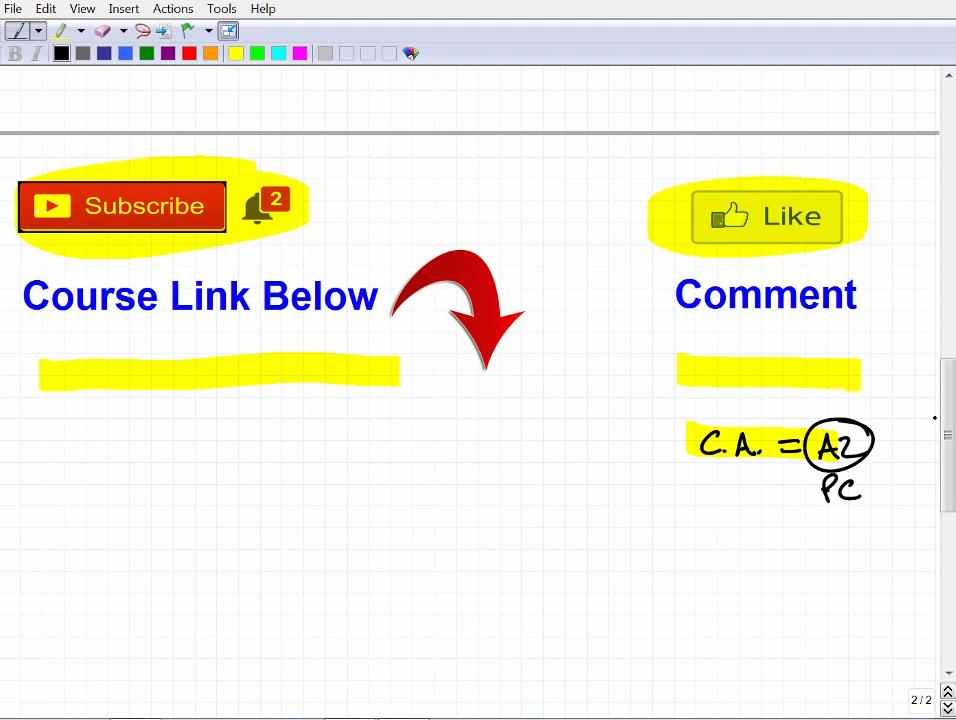 File Edit View Insert Actions Tools Help
B I
Subscribe 2
Like
Course Link Below
Comment
C.A. = A2
PC
2 / 2